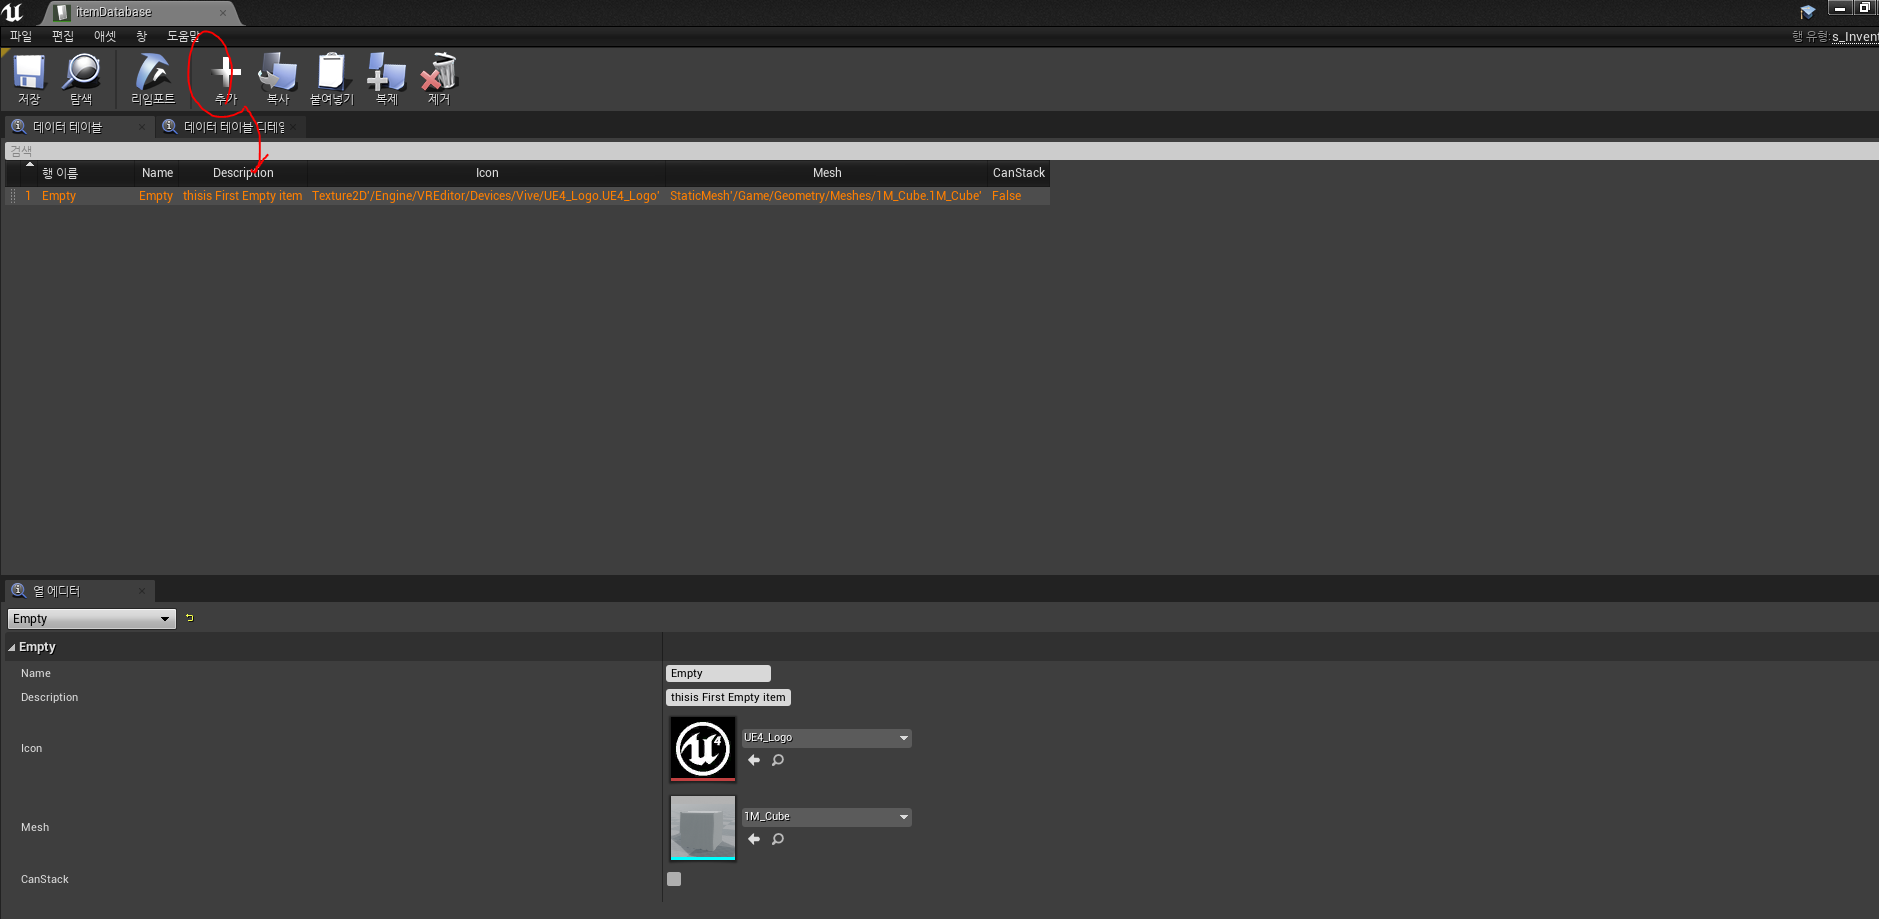 itemDatabase
파일 편집 애셋 창 도움말
행 유형: s_Invent
저장 탐색 리임포트 추가 복사 붙여넣기 복제 제거
데이터 테이블 데이터 테이블 디테일
검색
행 이름 Name Description Icon Mesh CanStack
1 Empty Empty thisis First Empty item Texture2D'/Engine/VREditor/Devices/Vive/UE4_Logo.UE4_Logo' StaticMesh'/Game/Geometry/Meshes/1M_Cube.1M_Cube' False
열 에디터
Empty
Empty
Name Empty
Description thisis First Empty item
Icon UE4_Logo
Mesh 1M_Cube
CanStack